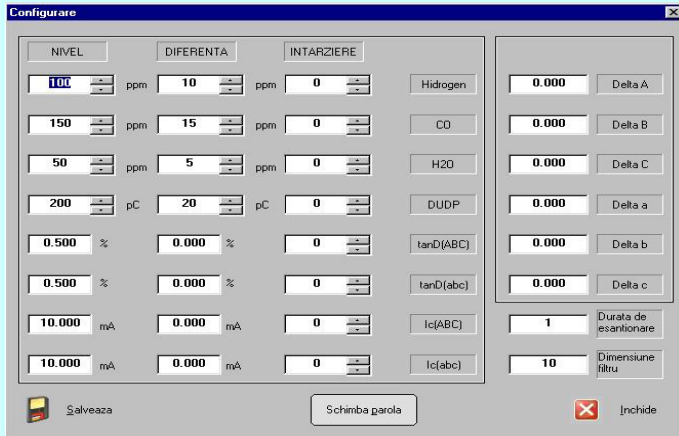 Configurare
NIVEL DIFERENTA INTARZIERE
100 ppm 10 ppm 0 Hidrogen 0.000 Delta A
150 ppm 15 ppm 0 CO 0.000 Delta B
50 ppm 5 ppm 0 H2O 0.000 Delta C
200 pC 20 pC 0 DUDP 0.000 Delta a
0.500 % 0.000 % 0 tanD(ABC) 0.000 Delta b
0.500 % 0.000 % 0 tanD(abc) 0.000 Delta c
10.000 mA 0.000 mA 0 Ic(ABC) 1 Durata de
esantionare
10.000 mA 0.000 mA 0 Ic(abc) 10 Dimensiune
filtru
Salveaza Schimba parola Inchide